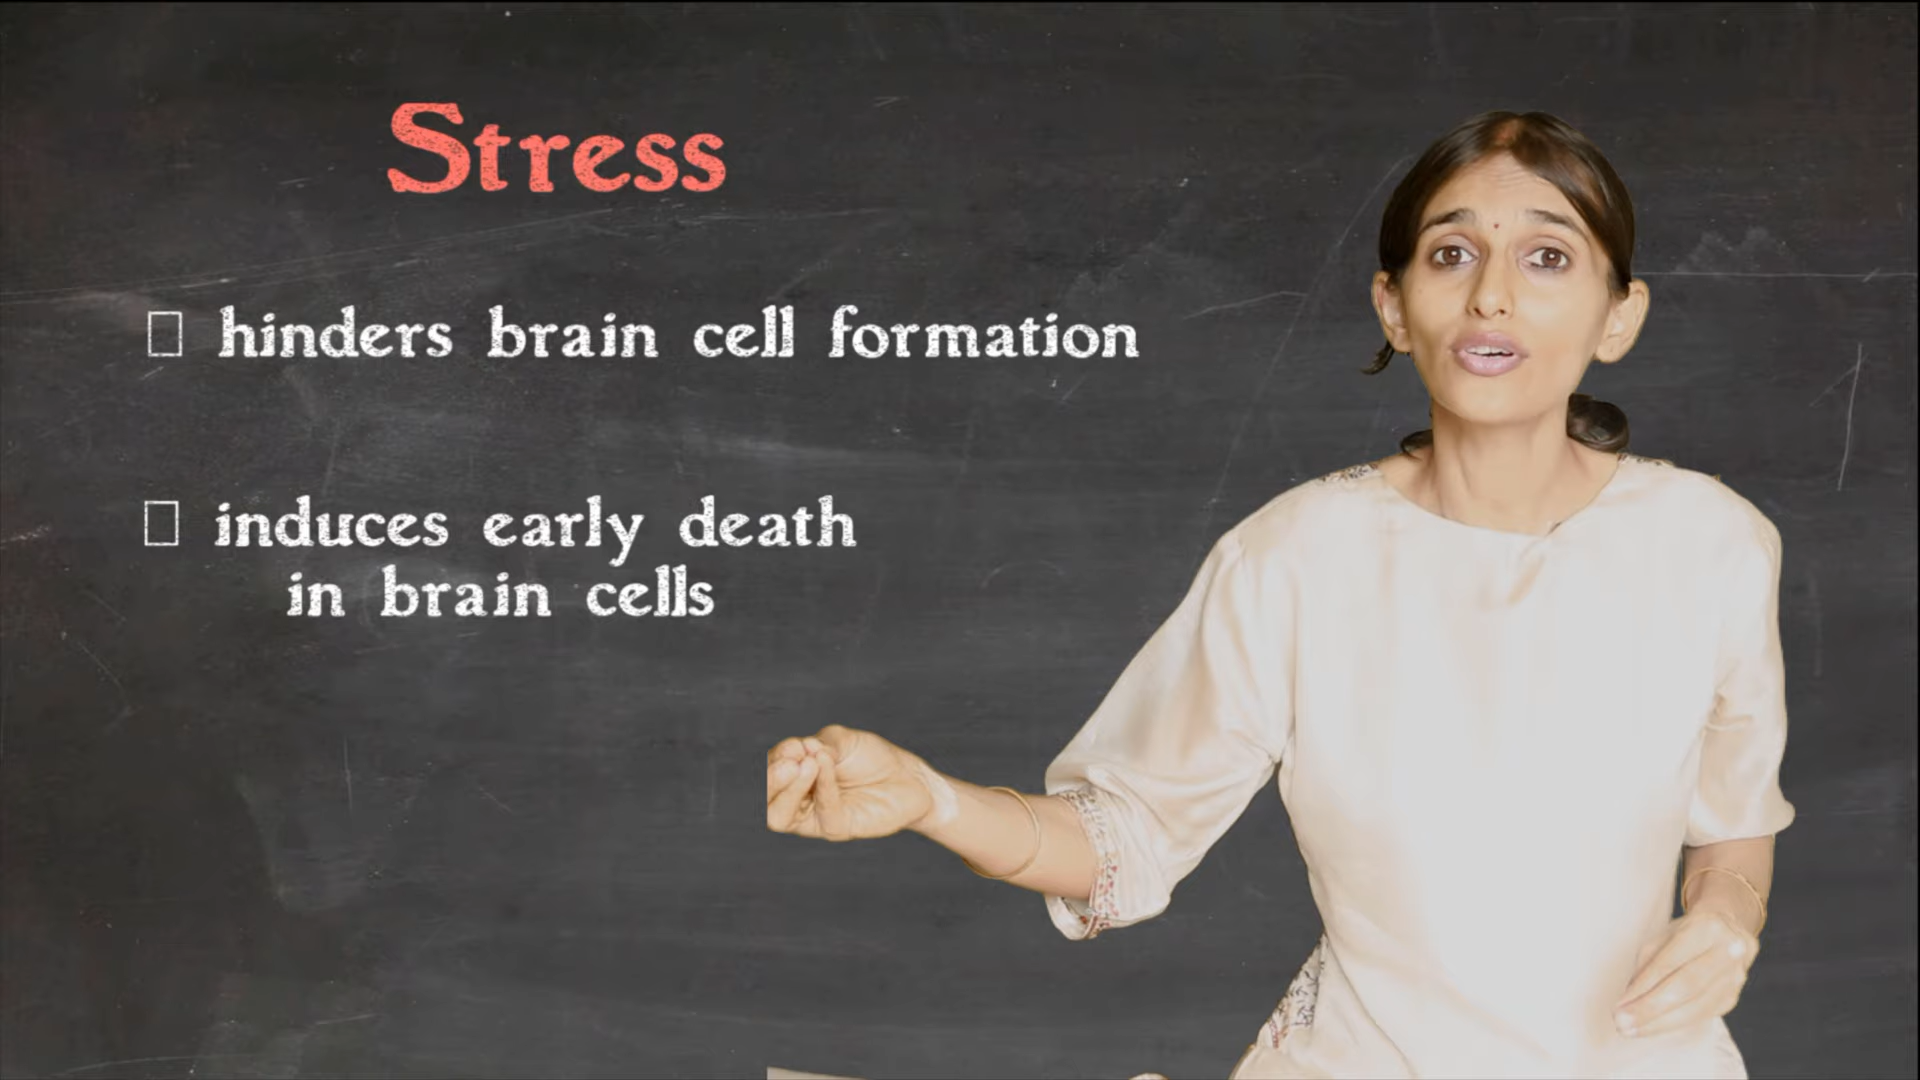 Stress
▯ hinders brain cell formation
▯ induces early death
in brain cells